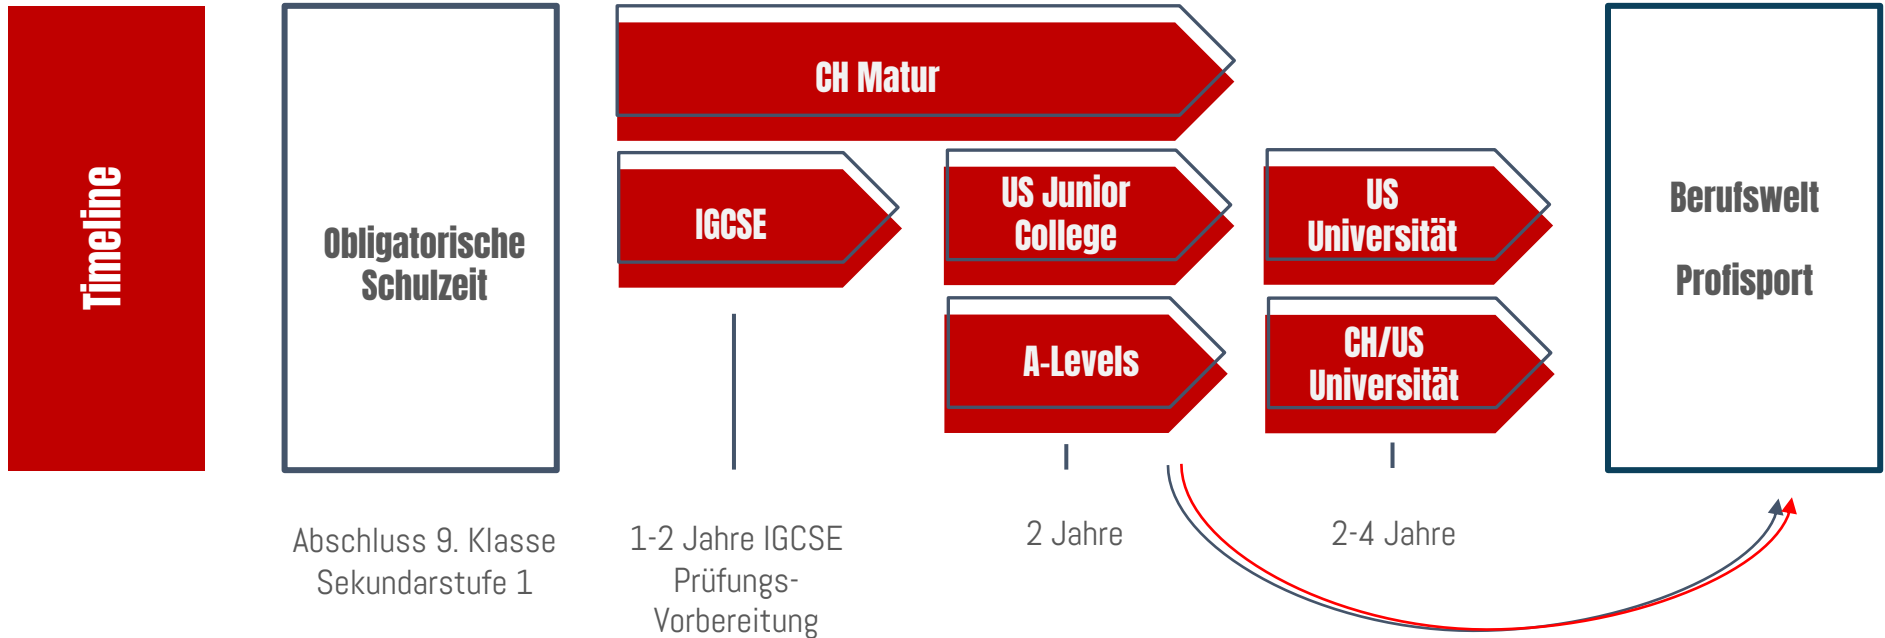 Timeline
Obligatorische
Schulzeit
CH Matur
IGCSE
US Junior
College
US
Universität
A-Levels
CH/US
Universität
Berufswelt
Profisport
Abschluss 9. Klasse
Sekundarstufe 1
1-2 Jahre IGCSE
Prüfungs-
Vorbereitung
2 Jahre
2-4 Jahre